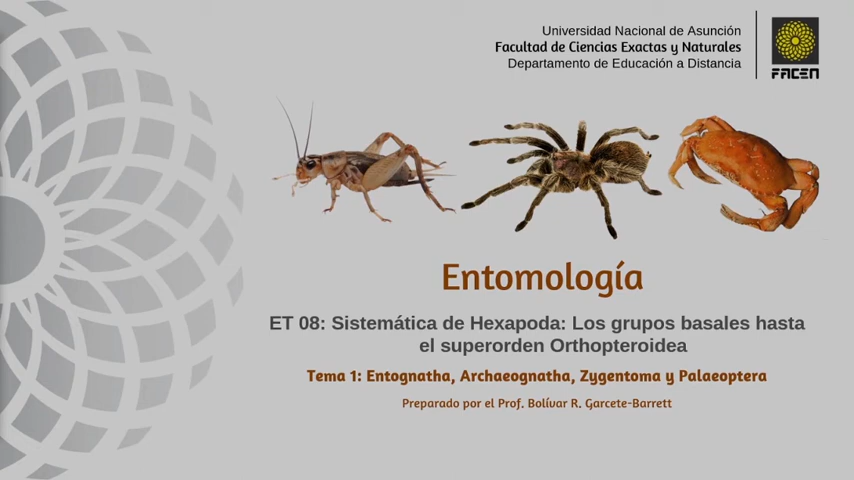 Universidad Nacional de Asunción
Facultad de Ciencias Exactas y Naturales
Departamento de Educación a Distancia
FACEN
Entomología
ET 08: Sistemática de Hexapoda: Los grupos basales hasta
el superorden Orthopteroidea
Tema 1: Entognatha, Archaeognatha, Zygentoma y Palaeoptera
Preparado por el Prof. Bolívar R. Garcete-Barrett